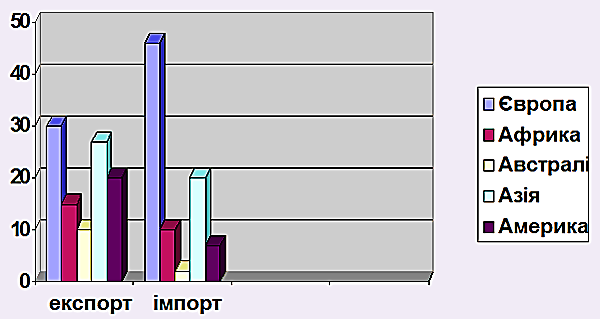 50
40
30
20
10
0
експорт імпорт
Європа
Африка
Австралі
Азія
Америка